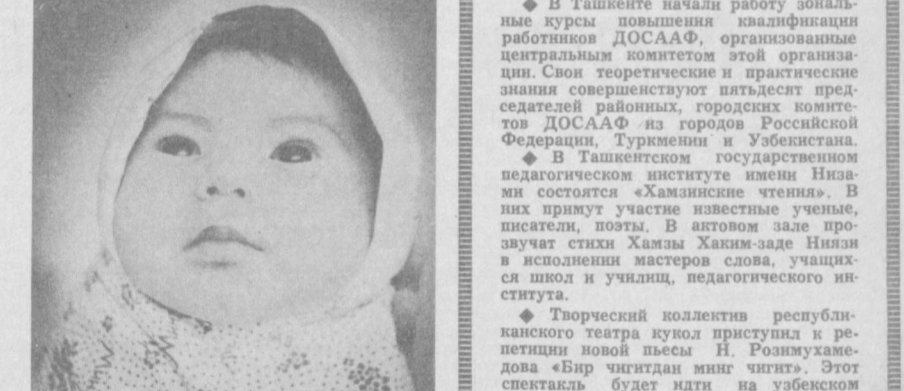 ◆ В Ташкенте начали работу зональ-
ные курсы повышения квалификации
работников ДОСААФ, организованные
центральным комитетом этой организа-
ции. Свои теоретические и практические
знания совершенствуют пятьдесят пред-
седателей районных, городских комите-
тов ДОСААФ из городов Российской
Федерации, Туркмении и Узбекистана.
◆ В Ташкентском государственном
педагогическом институте имени Низа-
ми состоятся «Хамзинские чтения». В
них примут участие известные ученые,
писатели, поэты. В актовом зале про-
звучат стихи Хамзы Хаким-заде Ниязи
в исполнении мастеров слова, учащих-
ся школ и училищ, педагогического ин-
ститута.
◆ Творческий коллектив республи-
канского театра кукол приступил к ре-
петиции новой пьесы Н. Розимухаме-
дова «Бир чигитдан минг чигит». Этот
спектакль будет идти на узбекском